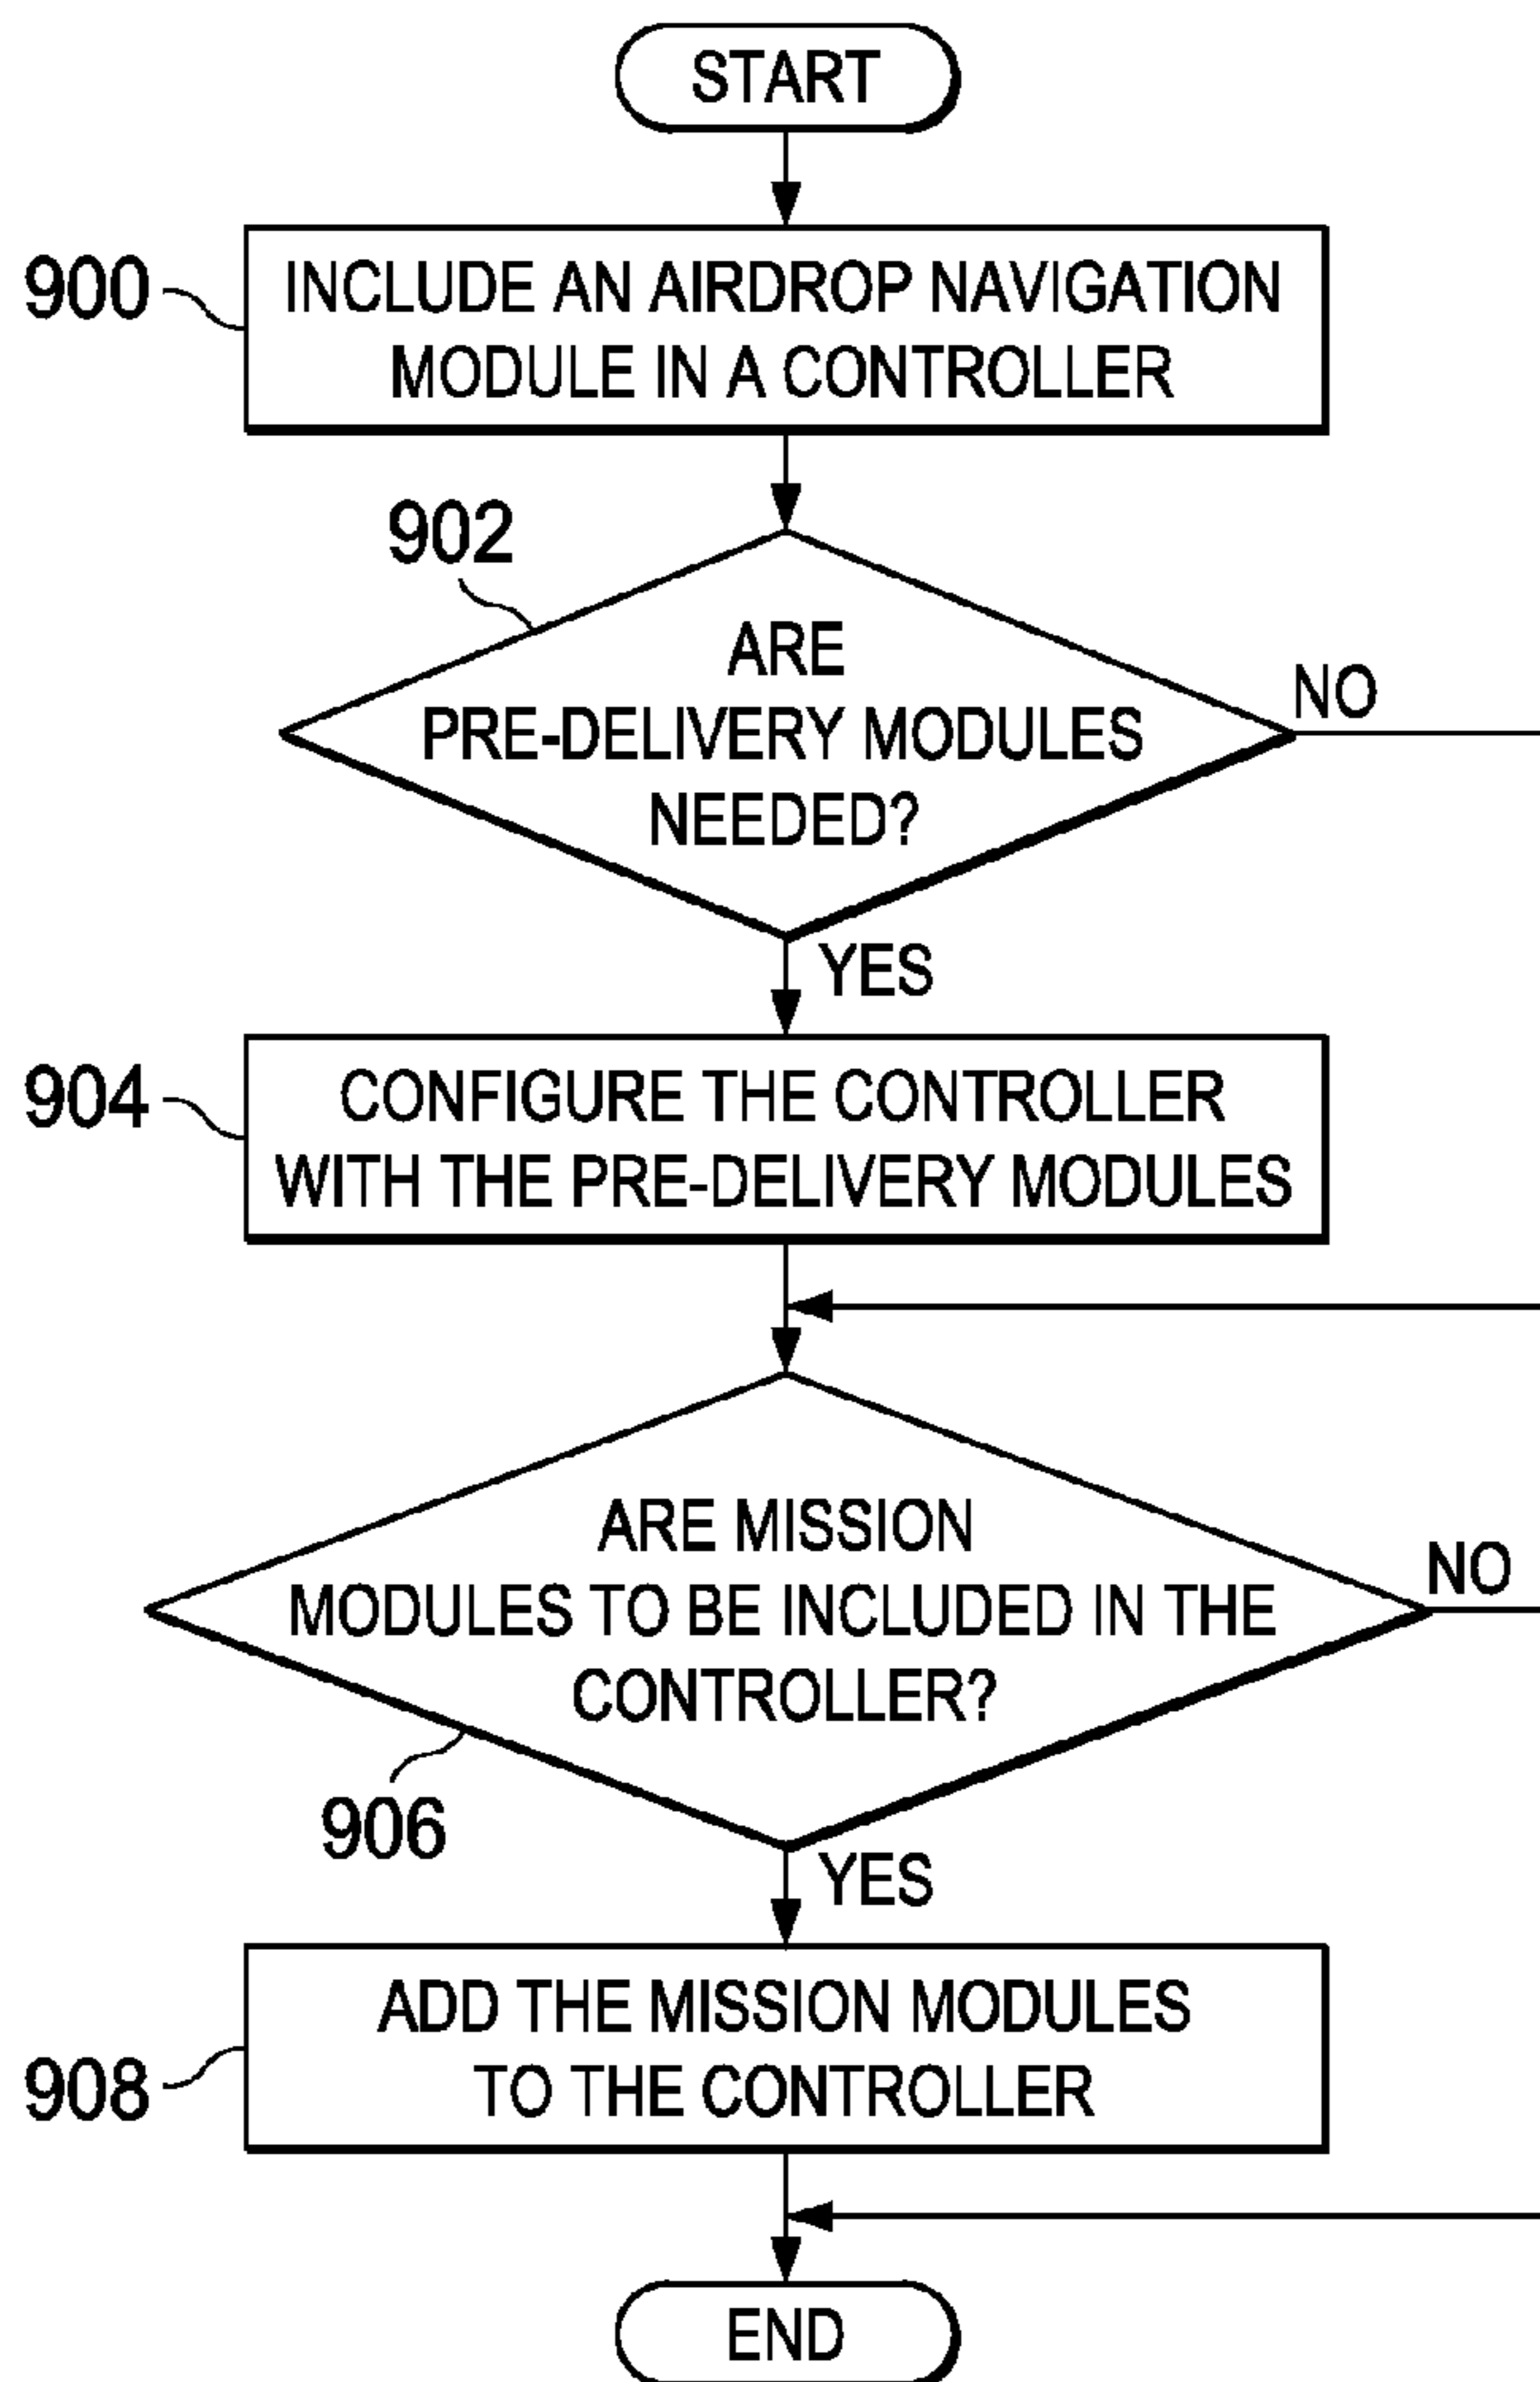 START
900
INCLUDE AN AIRDROP NAVIGATION
MODULE IN A CONTROLLER
902
ARE
PRE-DELIVERY MODULES
NEEDED?
NO
YES
904
CONFIGURE THE CONTROLLER
WITH THE PRE-DELIVERY MODULES
ARE MISSION
MODULES TO BE INCLUDED IN THE
CONTROLLER?
NO
906
YES
908
ADD THE MISSION MODULES
TO THE CONTROLLER
END